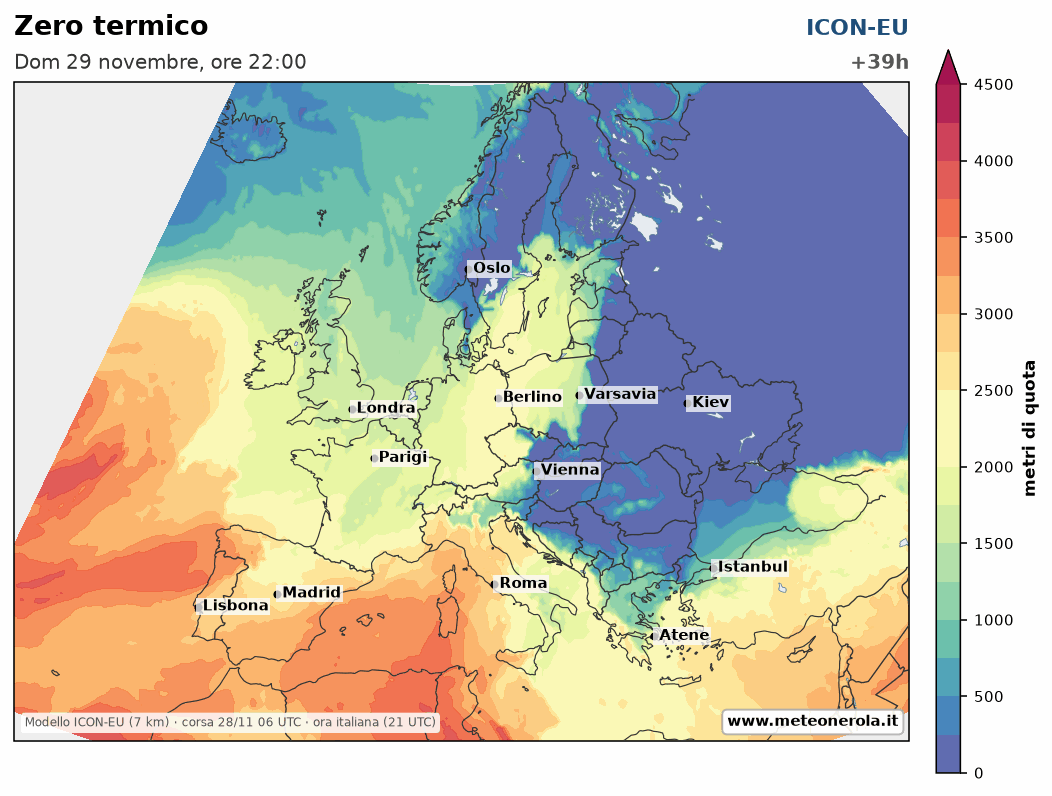 Zero termico
ICON-EU
Dom 29 novembre, ore 22:00
+39h
4500
4000
3500
3000
2500
2000
1500
1000
500
0
metri di quota
Oslo
Berlino
Varsavia
Kiev
Londra
Parigi
Vienna
Istanbul
Roma
Madrid
Lisbona
Atene
Modello ICON-EU (7 km) · corsa 28/11 06 UTC · ora italiana (21 UTC)
www.meteonerola.it